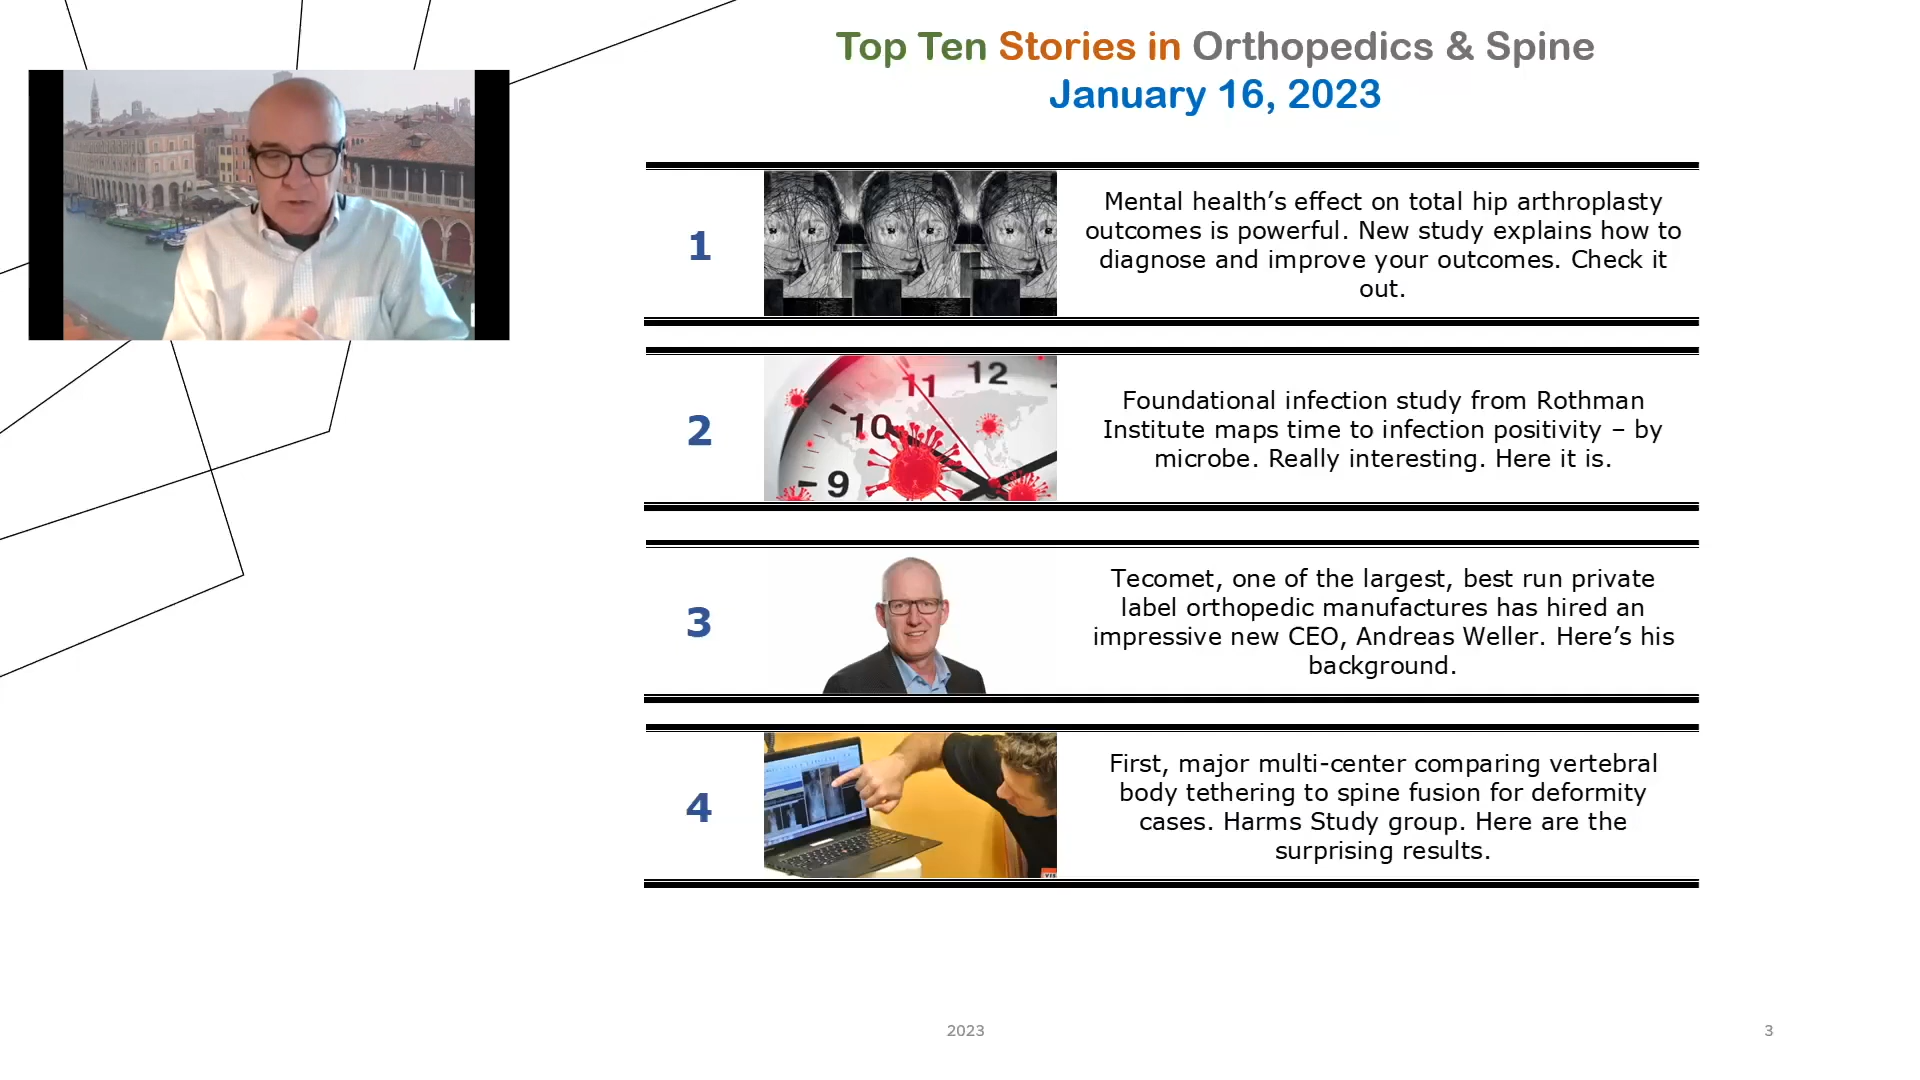 Top Ten Stories in Orthopedics & Spine
January 16, 2023
1
Mental health’s effect on total hip arthroplasty
outcomes is powerful. New study explains how to
diagnose and improve your outcomes. Check it
out.
2
12
11
10
9
Foundational infection study from Rothman
Institute maps time to infection positivity – by
microbe. Really interesting. Here it is.
3
Tecomet, one of the largest, best run private
label orthopedic manufactures has hired an
impressive new CEO, Andreas Weller. Here’s his
background.
4
First, major multi-center comparing vertebral
body tethering to spine fusion for deformity
cases. Harms Study group. Here are the
surprising results.
2023
3